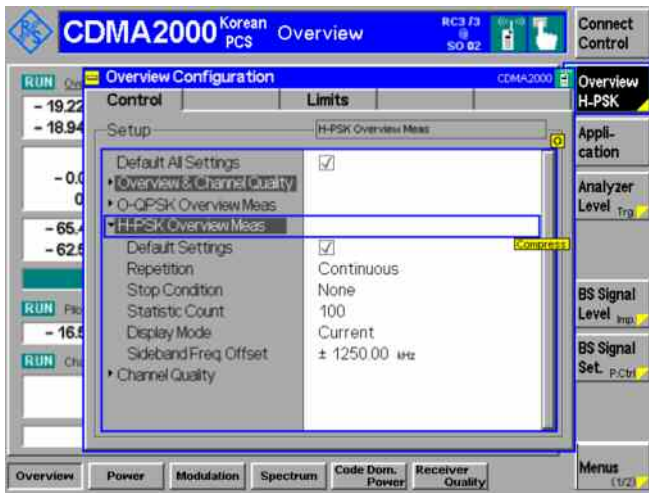 CDMA2000 Korean PCS Overview
RC3 /3
@
SO 02
Connect Control
RUN
Overview Configuration
CDMA2000
Overview H-PSK
- 19.22
- 18.94
Control
Limits
Setup
H-PSK Overview Meas
Appli-
cation
Default All Settings
Overview & Channel Quality
O-QPSK Overview Meas
H-PSK Overview Meas
Compress
Default Settings
Repetition Continuous
Stop Condition None
Statistic Count 100
Display Mode Current
Sideband Freq. Offset ± 1250.00 kHz
Channel Quality
- 0.0
0
- 65.4
- 62.6
RUN Pilo
- 16.5
RUN Cha
Analyzer
Level Trg
BS Signal
Level Imp.
BS Signal
Set. P.Ctrl
Menus
(1/2)
Overview
Power
Modulation
Spectrum
Code Dom.
Power
Receiver
Quality